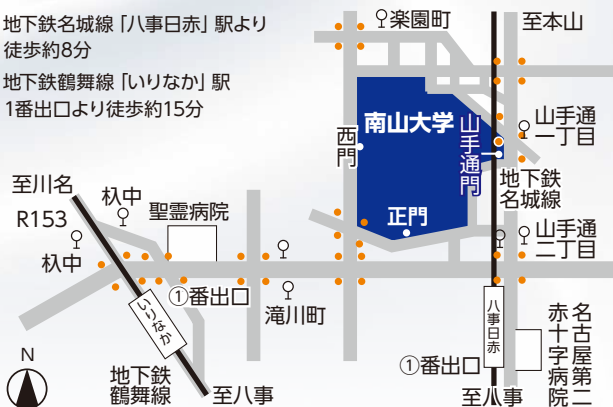 地下鉄名城線「八事日赤」駅より
徒歩約8分
地下鉄鶴舞線「いりなか」駅
1番出口より徒歩約15分
楽園町
至本山
南山大学
山手通門
西門
正門
山手通
一丁目
地下鉄
名城線
山手通
二丁目
至川名
R153
杁中
杁中
聖霊病院
①番出口
いりなか
滝川町
地下鉄
鶴舞線
至八事
N
八事日赤
①番出口
至八事
名古屋第二
赤十字病院